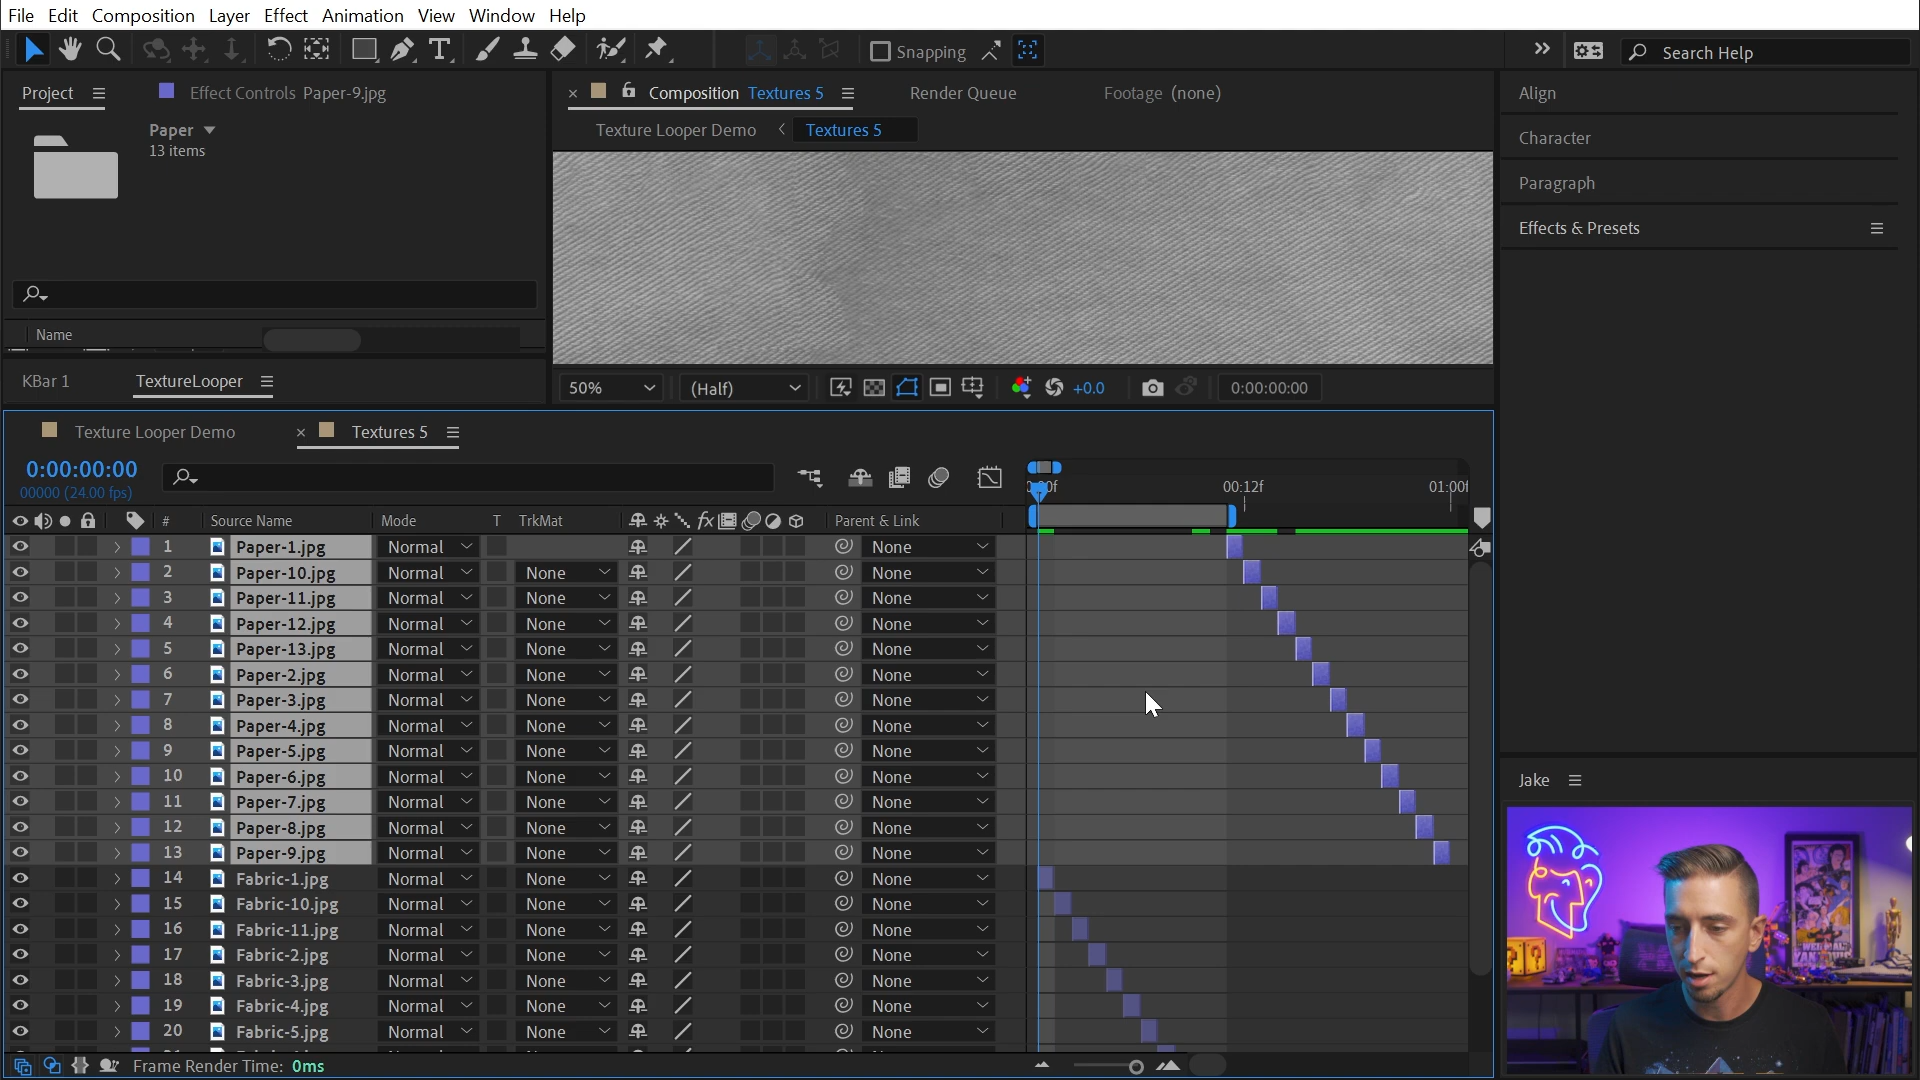 File Edit Composition Layer Effect Animation View Window Help
Snapping
Search Help
Project
Effect Controls Paper-9.jpg
Composition Textures 5
Render Queue
Footage (none)
Align
Paper
13 items
Texture Looper Demo
Textures 5
Character
Paragraph
Effects & Presets
Name
KBar 1
TextureLooper
50%
(Half)
+0.0
0:00:00:00
Texture Looper Demo
Textures 5
0:00:00:00
00000 (24.00 fps)
00:12f
01:00f
# Source Name Mode T TrkMat Parent & Link
1 Paper-1.jpg Normal None
2 Paper-10.jpg Normal None None
3 Paper-11.jpg Normal None None
4 Paper-12.jpg Normal None None
5 Paper-13.jpg Normal None None
6 Paper-2.jpg Normal None None
7 Paper-3.jpg Normal None None
8 Paper-4.jpg Normal None None
9 Paper-5.jpg Normal None None
10 Paper-6.jpg Normal None None
11 Paper-7.jpg Normal None None
12 Paper-8.jpg Normal None None
13 Paper-9.jpg Normal None None
14 Fabric-1.jpg Normal None None
15 Fabric-10.jpg Normal None None
16 Fabric-11.jpg Normal None None
17 Fabric-2.jpg Normal None None
18 Fabric-3.jpg Normal None None
19 Fabric-4.jpg Normal None None
20 Fabric-5.jpg Normal None None
Jake
Frame Render Time: 0ms